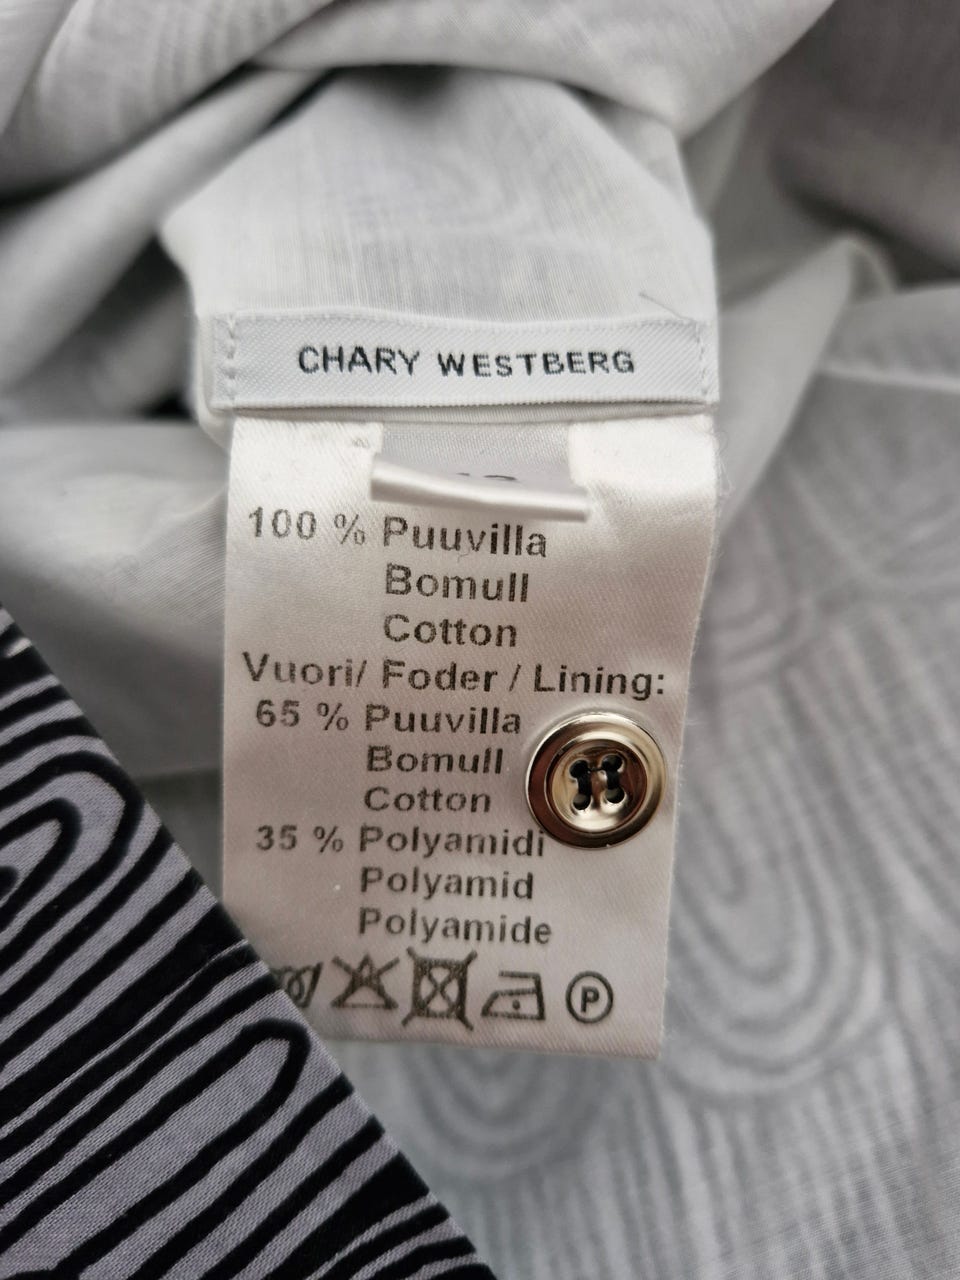 CHARY WESTBERG
100 % Puuvilla
Bomull
Cotton
Vuori/ Foder / Lining:
65 % Puuvilla
Bomull
Cotton
35 % Polyamidi
Polyamid
Polyamide
P